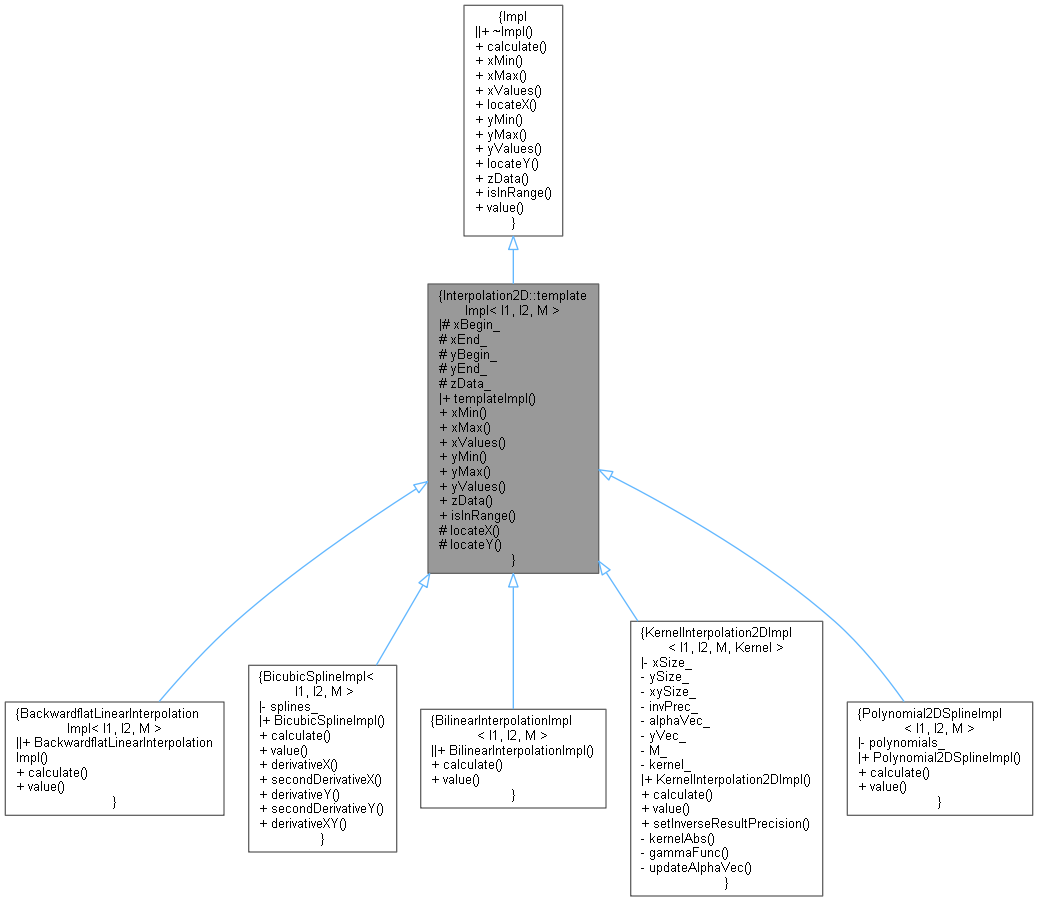 {Impl
||+ ~Impl()
+ calculate()
+ xMin()
+ xMax()
+ xValues()
+ locateX()
+ yMin()
+ yMax()
+ yValues()
+ locateY()
+ zData()
+ isInRange()
+ value()
}
{Interpolation2D::template
Impl< I1, I2, M >
|# xBegin_
# xEnd_
# yBegin_
# yEnd_
# zData_
|+ templateImpl()
+ xMin()
+ xMax()
+ xValues()
+ yMin()
+ yMax()
+ yValues()
+ zData()
+ isInRange()
# locateX()
# locateY()
}
{BackwardflatLinearInterpolation
Impl< I1, I2, M >
||+ BackwardflatLinearInterpolation
Impl()
+ calculate()
+ value()
}
{BicubicSplineImpl<
I1, I2, M >
|- splines_
|+ BicubicSplineImpl()
+ calculate()
+ value()
+ derivativeX()
+ secondDerivativeX()
+ derivativeY()
+ secondDerivativeY()
+ derivativeXY()
}
{BilinearInterpolationImpl
< I1, I2, M >
||+ BilinearInterpolationImpl()
+ calculate()
+ value()
}
{KernelInterpolation2DImpl
< I1, I2, M, Kernel >
|- xSize_
- ySize_
- xySize_
- invPrec_
- alphaVec_
- yVec_
- M_
- kernel_
|+ KernelInterpolation2DImpl()
+ calculate()
+ value()
+ setInverseResultPrecision()
- kernelAbs()
- gammaFunc()
- updateAlphaVec()
}
{Polynomial2DSplineImpl
< I1, I2, M >
|- polynomials_
|+ Polynomial2DSplineImpl()
+ calculate()
+ value()
}